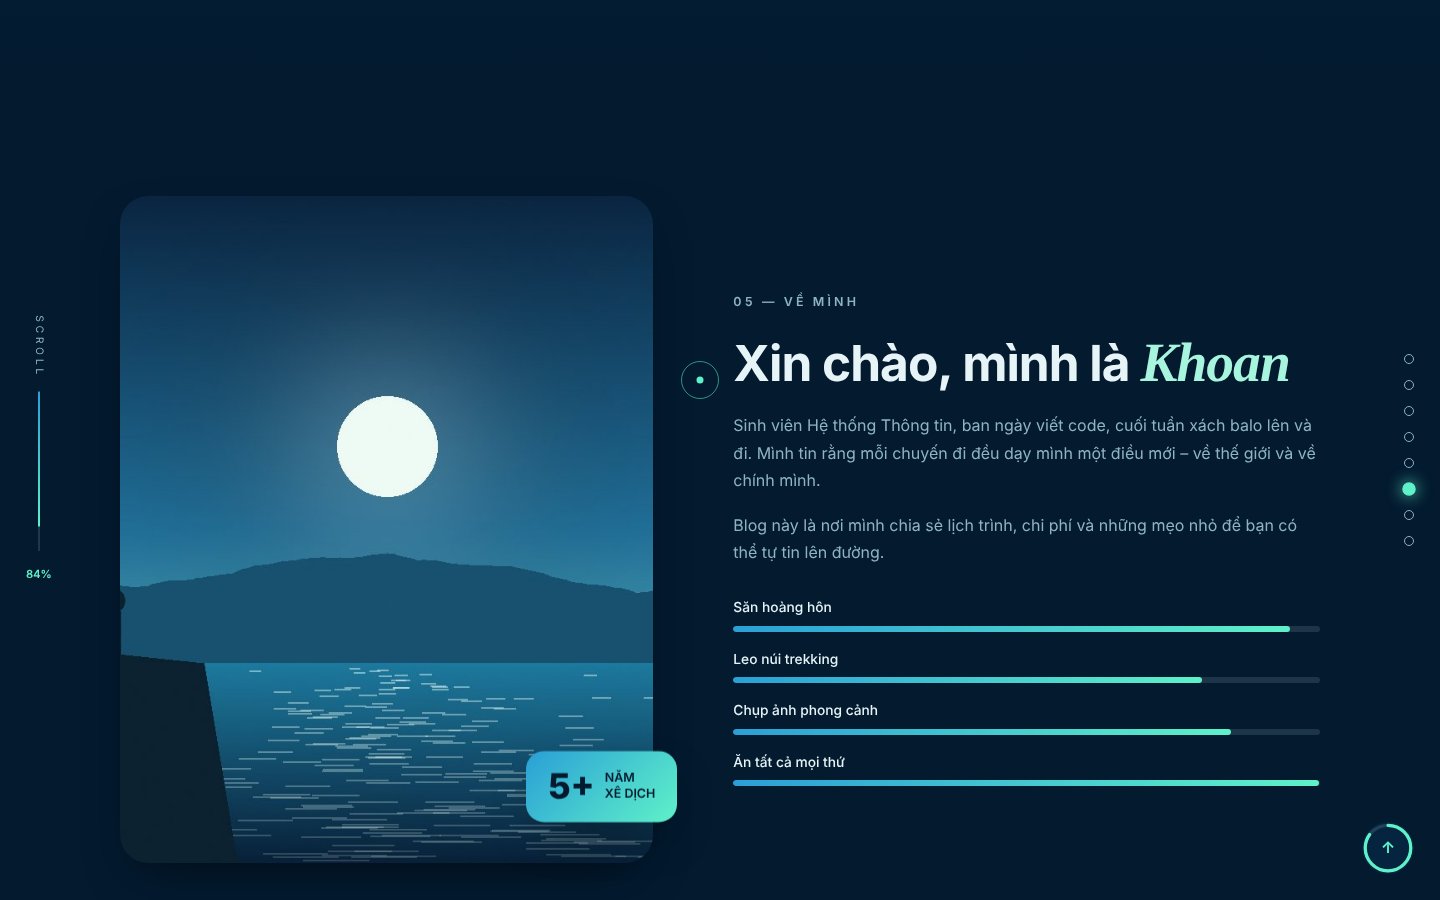 SCROLL
84%
5+
NĂM
XÊ DỊCH
05 — VỀ MÌNH
Xin chào, mình là Khoan
Sinh viên Hệ thống Thông tin, ban ngày viết code, cuối tuần xách balo lên và
đi. Mình tin rằng mỗi chuyến đi đều dạy mình một điều mới – về thế giới và về
chính mình.
Blog này là nơi mình chia sẻ lịch trình, chi phí và những mẹo nhỏ để bạn có
thể tự tin lên đường.
Săn hoàng hôn
Leo núi trekking
Chụp ảnh phong cảnh
Ăn tất cả mọi thứ